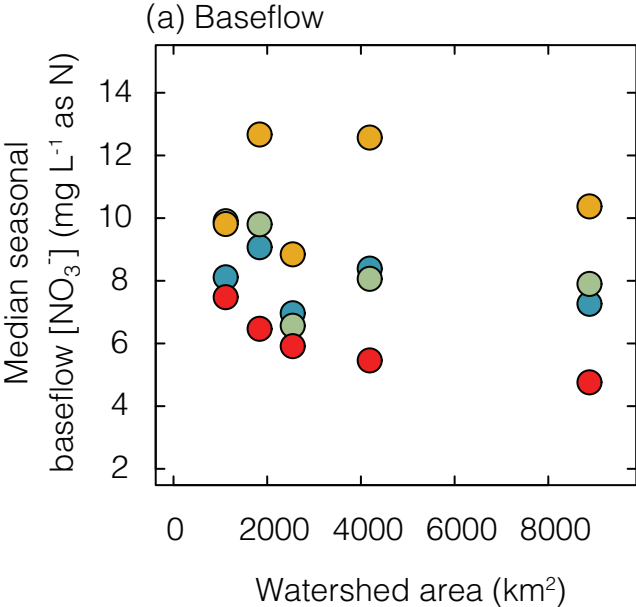 (a) Baseflow
Median seasonal
baseflow [NO₃⁻] (mg L⁻¹ as N)
14
12
10
8
6
4
2
0 2000 4000 6000 8000
Watershed area (km²)